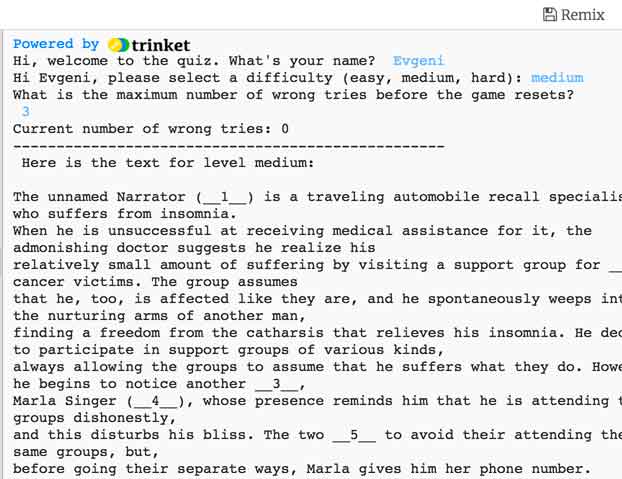 Remix
Powered by trinket
Hi, welcome to the quiz. What's your name?  Evgeni
Hi Evgeni, please select a difficulty (easy, medium, hard): medium
What is the maximum number of wrong tries before the game resets?
3
Current number of wrong tries: 0
--------------------------------------------------
Here is the text for level medium:
The unnamed Narrator (__1__) is a traveling automobile recall specialis
who suffers from insomnia.
When he is unsuccessful at receiving medical assistance for it, the
admonishing doctor suggests he realize his
relatively small amount of suffering by visiting a support group for __
cancer victims. The group assumes
that he, too, is affected like they are, and he spontaneously weeps int
the nurturing arms of another man,
finding a freedom from the catharsis that relieves his insomnia. He dec
to participate in support groups of various kinds,
always allowing the groups to assume that he suffers what they do. Howe
he begins to notice another __3__,
Marla Singer (__4__), whose presence reminds him that he is attending t
groups dishonestly,
and this disturbs his bliss. The two __5__ to avoid their attending the
same groups, but,
before going their separate ways, Marla gives him her phone number.